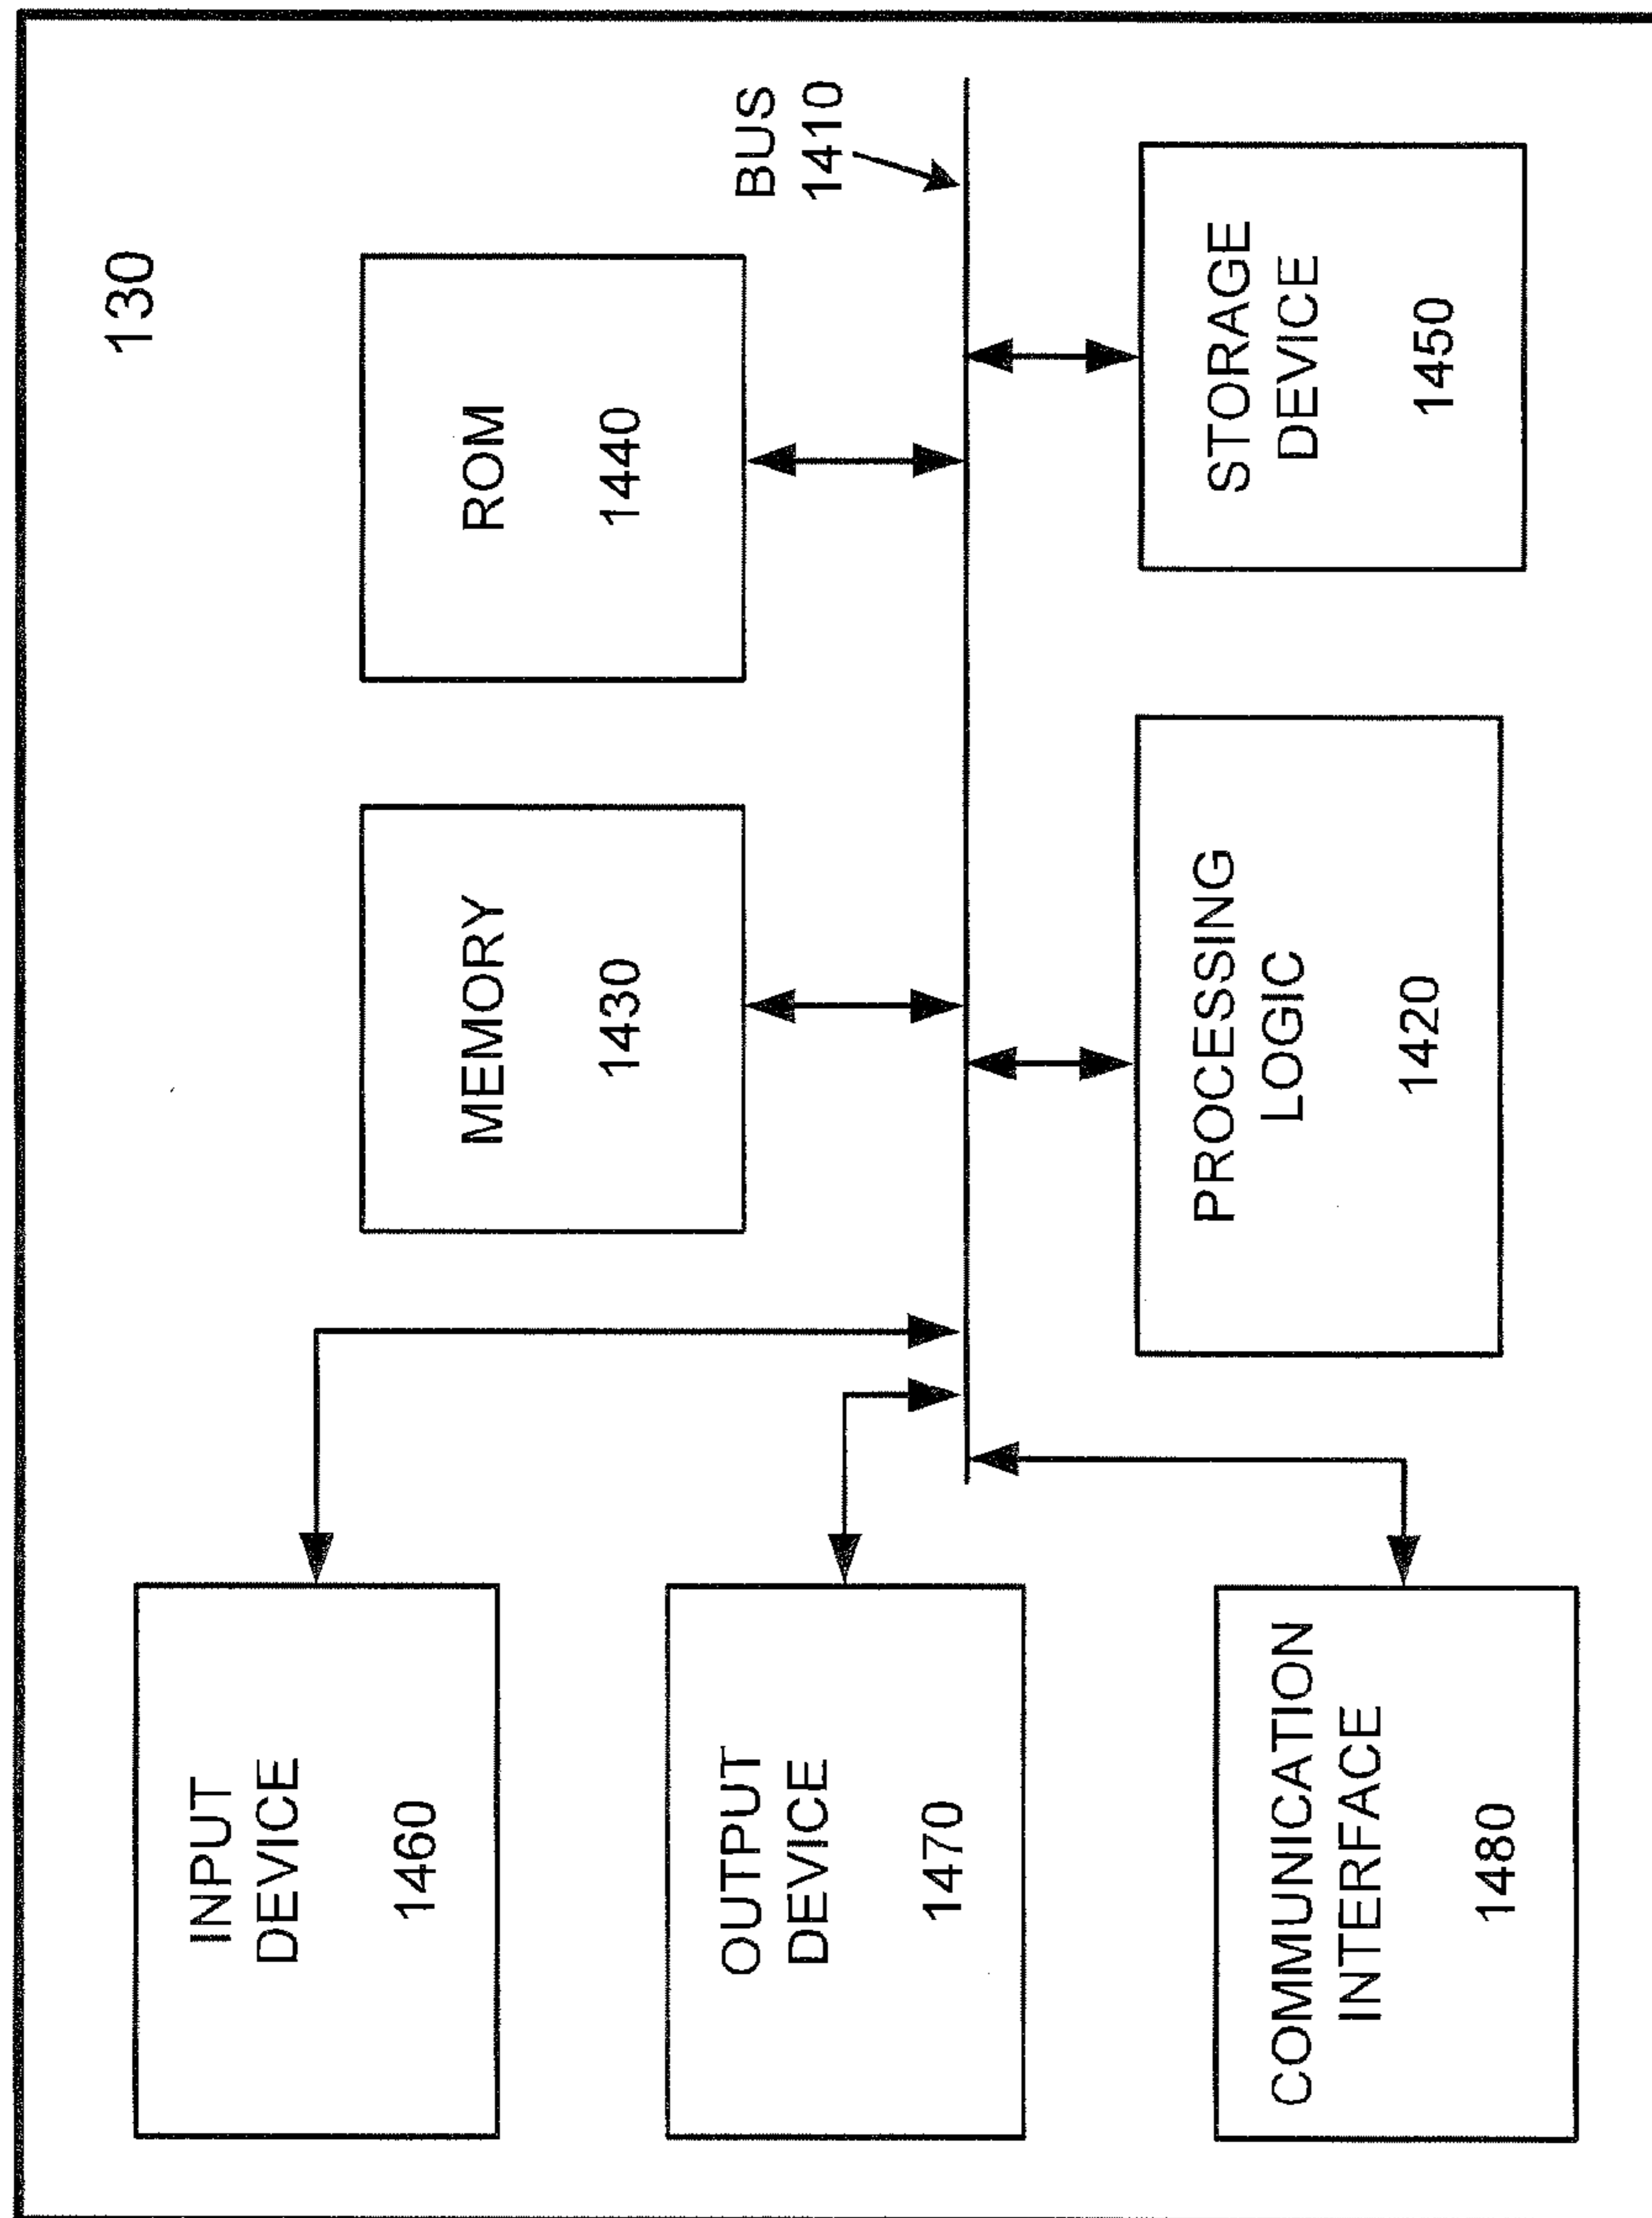 130
INPUT
DEVICE
1460
MEMORY
1430
ROM
1440
BUS
1410
OUTPUT
DEVICE
1470
COMMUNICATION
INTERFACE
1480
PROCESSING
LOGIC
1420
STORAGE
DEVICE
1450